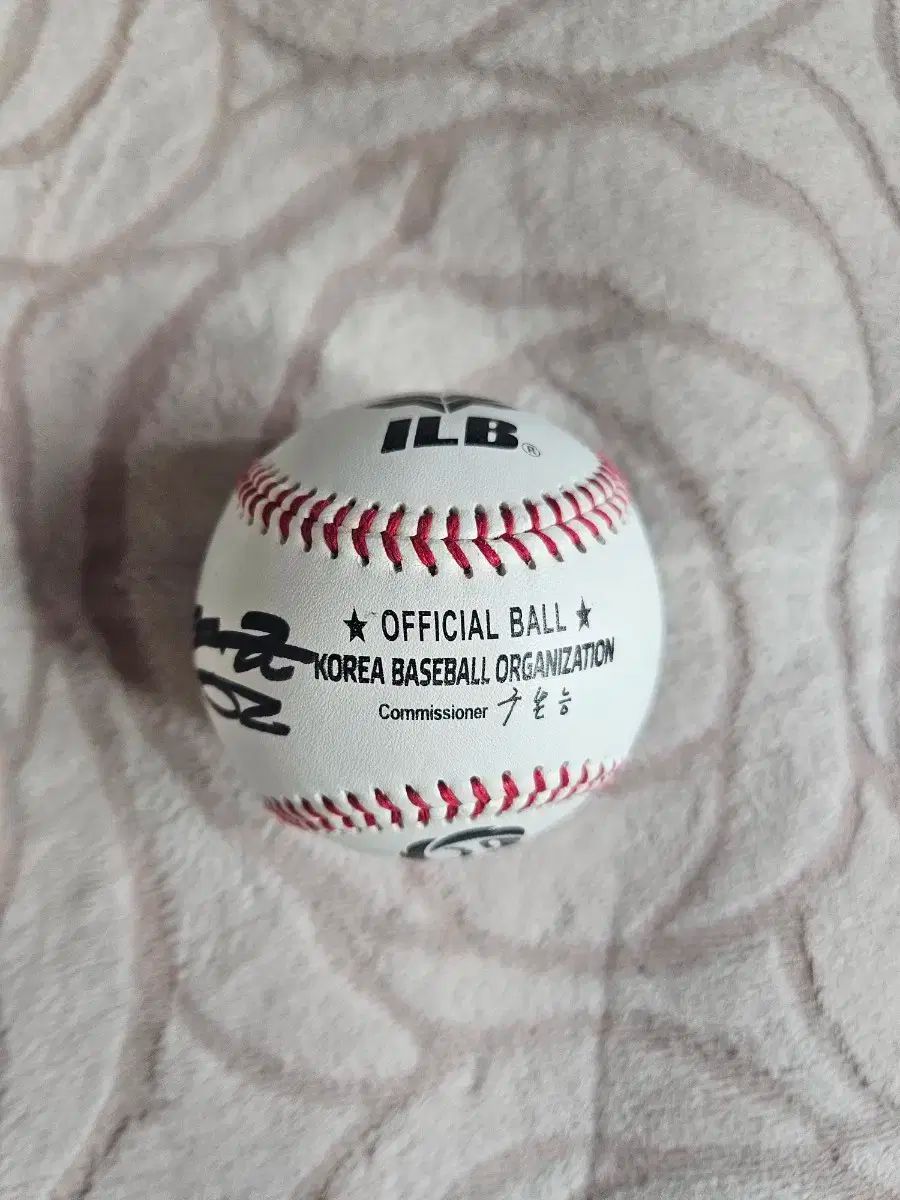 ILB®
★ OFFICIAL BALL ★
KOREA BASEBALL ORGANIZATION
Commissioner 구본능